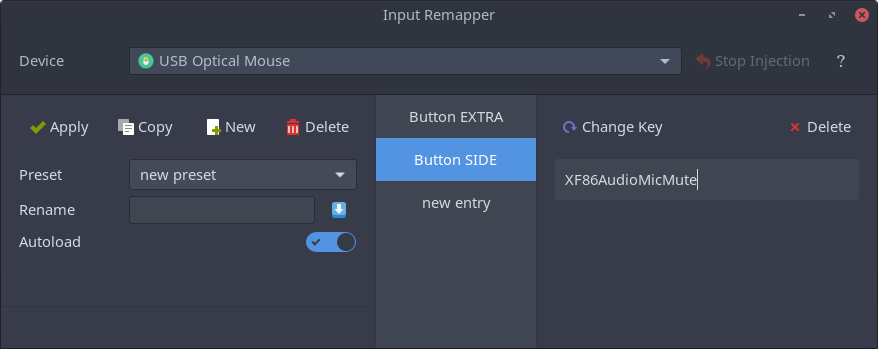 Input Remapper
Device USB Optical Mouse Stop Injection ?
Apply Copy New Delete
Preset new preset
Rename
Autoload
Button EXTRA
Button SIDE
new entry
Change Key Delete
XF86AudioMicMute